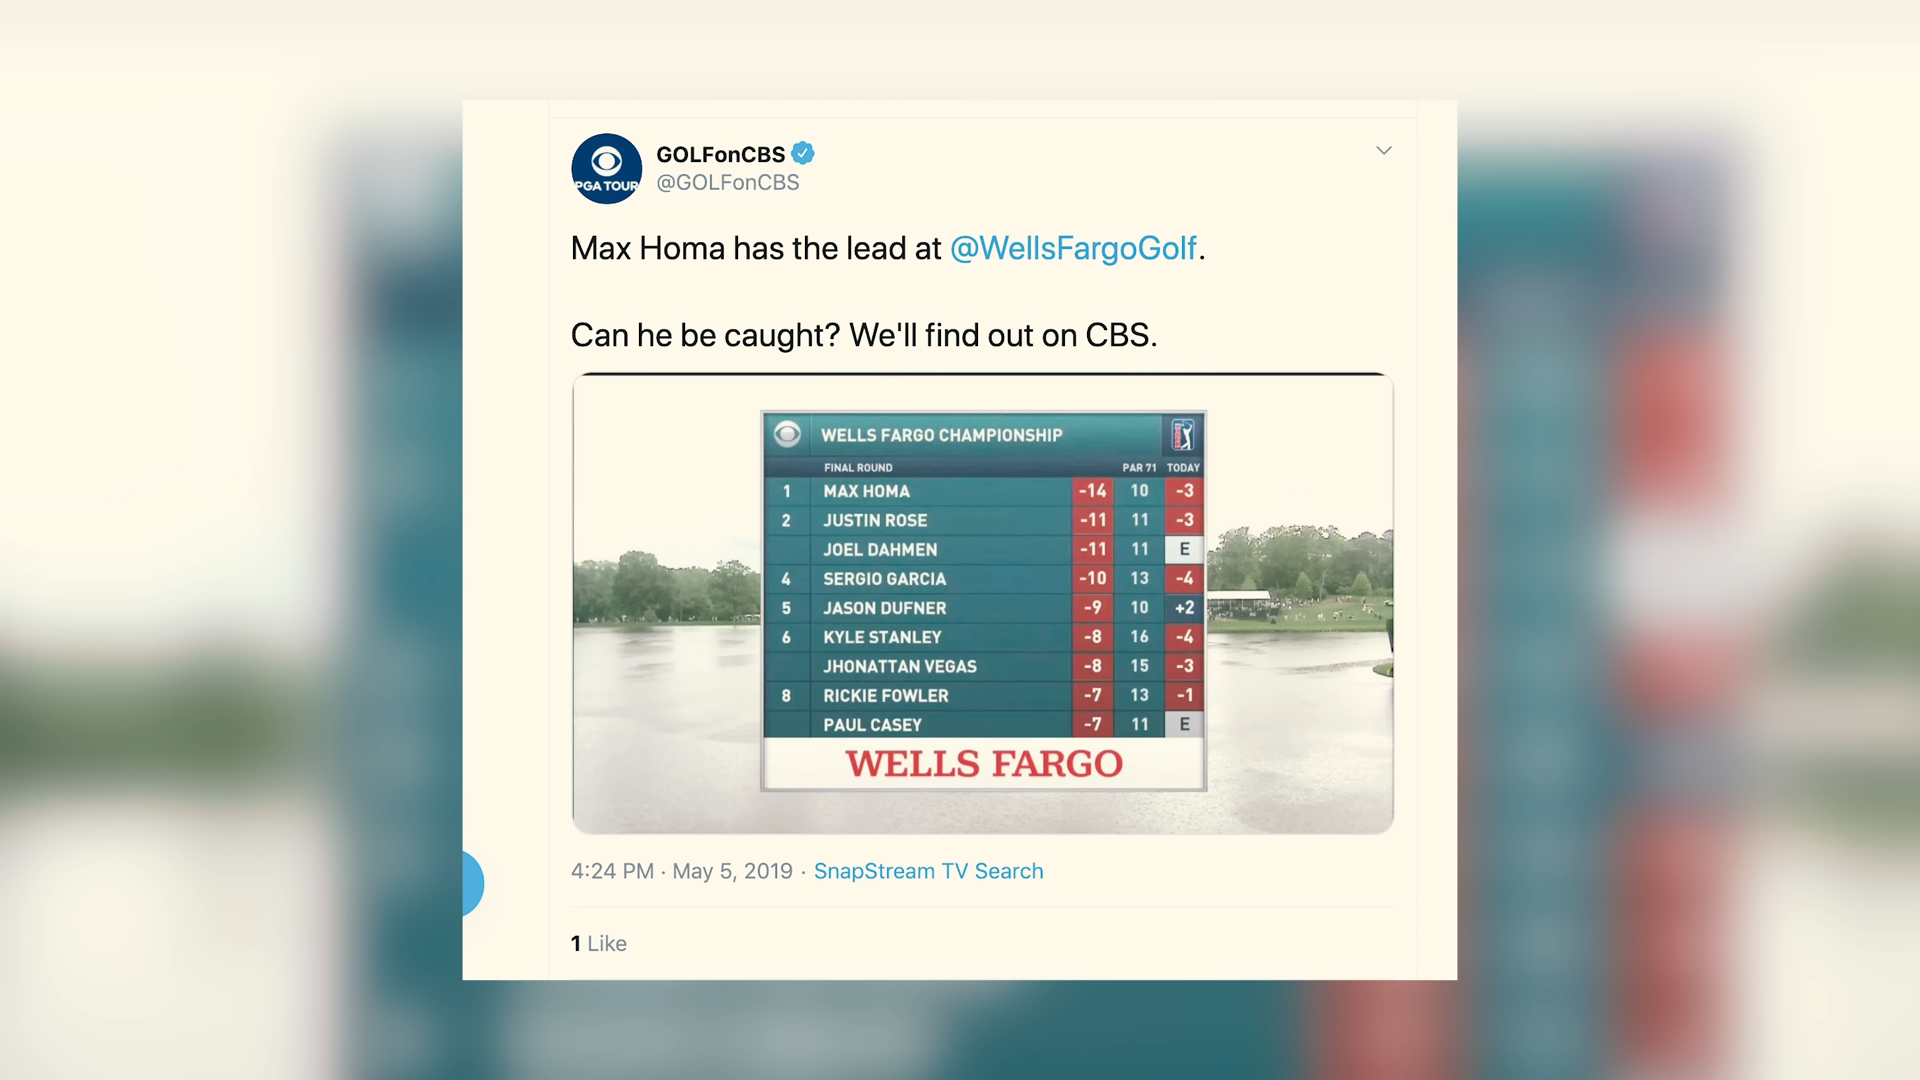 GOLFonCBS
@GOLFonCBS
PGA TOUR
Max Homa has the lead at @WellsFargoGolf.
Can he be caught? We'll find out on CBS.
WELLS FARGO CHAMPIONSHIP
FINAL ROUND PAR 71 TODAY
1 MAX HOMA -14 10 -3
2 JUSTIN ROSE -11 11 -3
JOEL DAHMEN -11 11 E
4 SERGIO GARCIA -10 13 -4
5 JASON DUFNER -9 10 +2
6 KYLE STANLEY -8 16 -4
JHONATTAN VEGAS -8 15 -3
8 RICKIE FOWLER -7 13 -1
PAUL CASEY -7 11 E
WELLS FARGO
4:24 PM · May 5, 2019 · SnapStream TV Search
1 Like